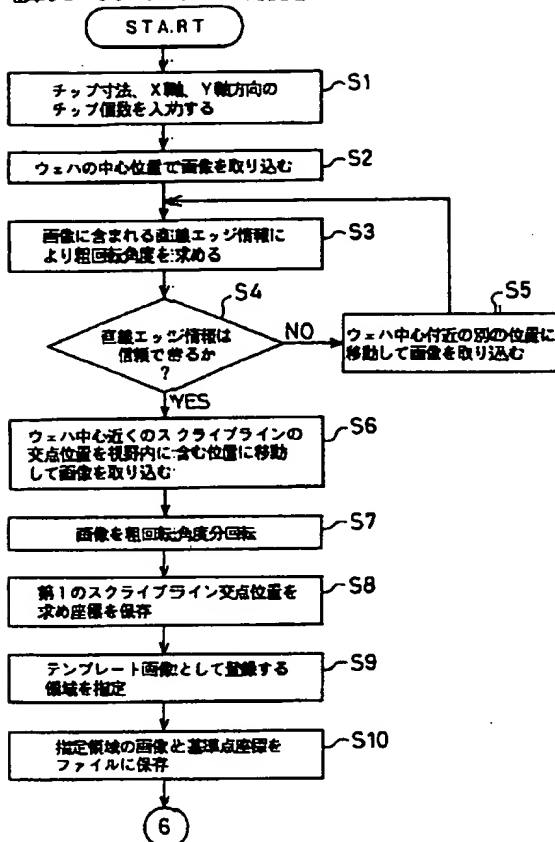 START
チップ寸法、X軸、Y軸方向の
チップ個数を入力する
S1
ウェハの中心位置で画像を取り込む
S2
画像に含まれる直線エッジ情報に
より粗回転角度を求める
S3
S4
直線エッジ情報は
信頼できるか
?
NO
S5
ウェハ中心付近の別の位置に
移動して画像を取り込む
YES
ウェハ中心近くのスクライブラインの
交点位置を視野内に含む位置に移動
して画像を取り込む
S6
画像を粗回転角度分回転
S7
第1のスクライブライン交点位置を
求め座標を保存
S8
テンプレート画像として登録する
領域を指定
S9
指定領域の画像と基準点座標を
ファイルに保存
S10
6